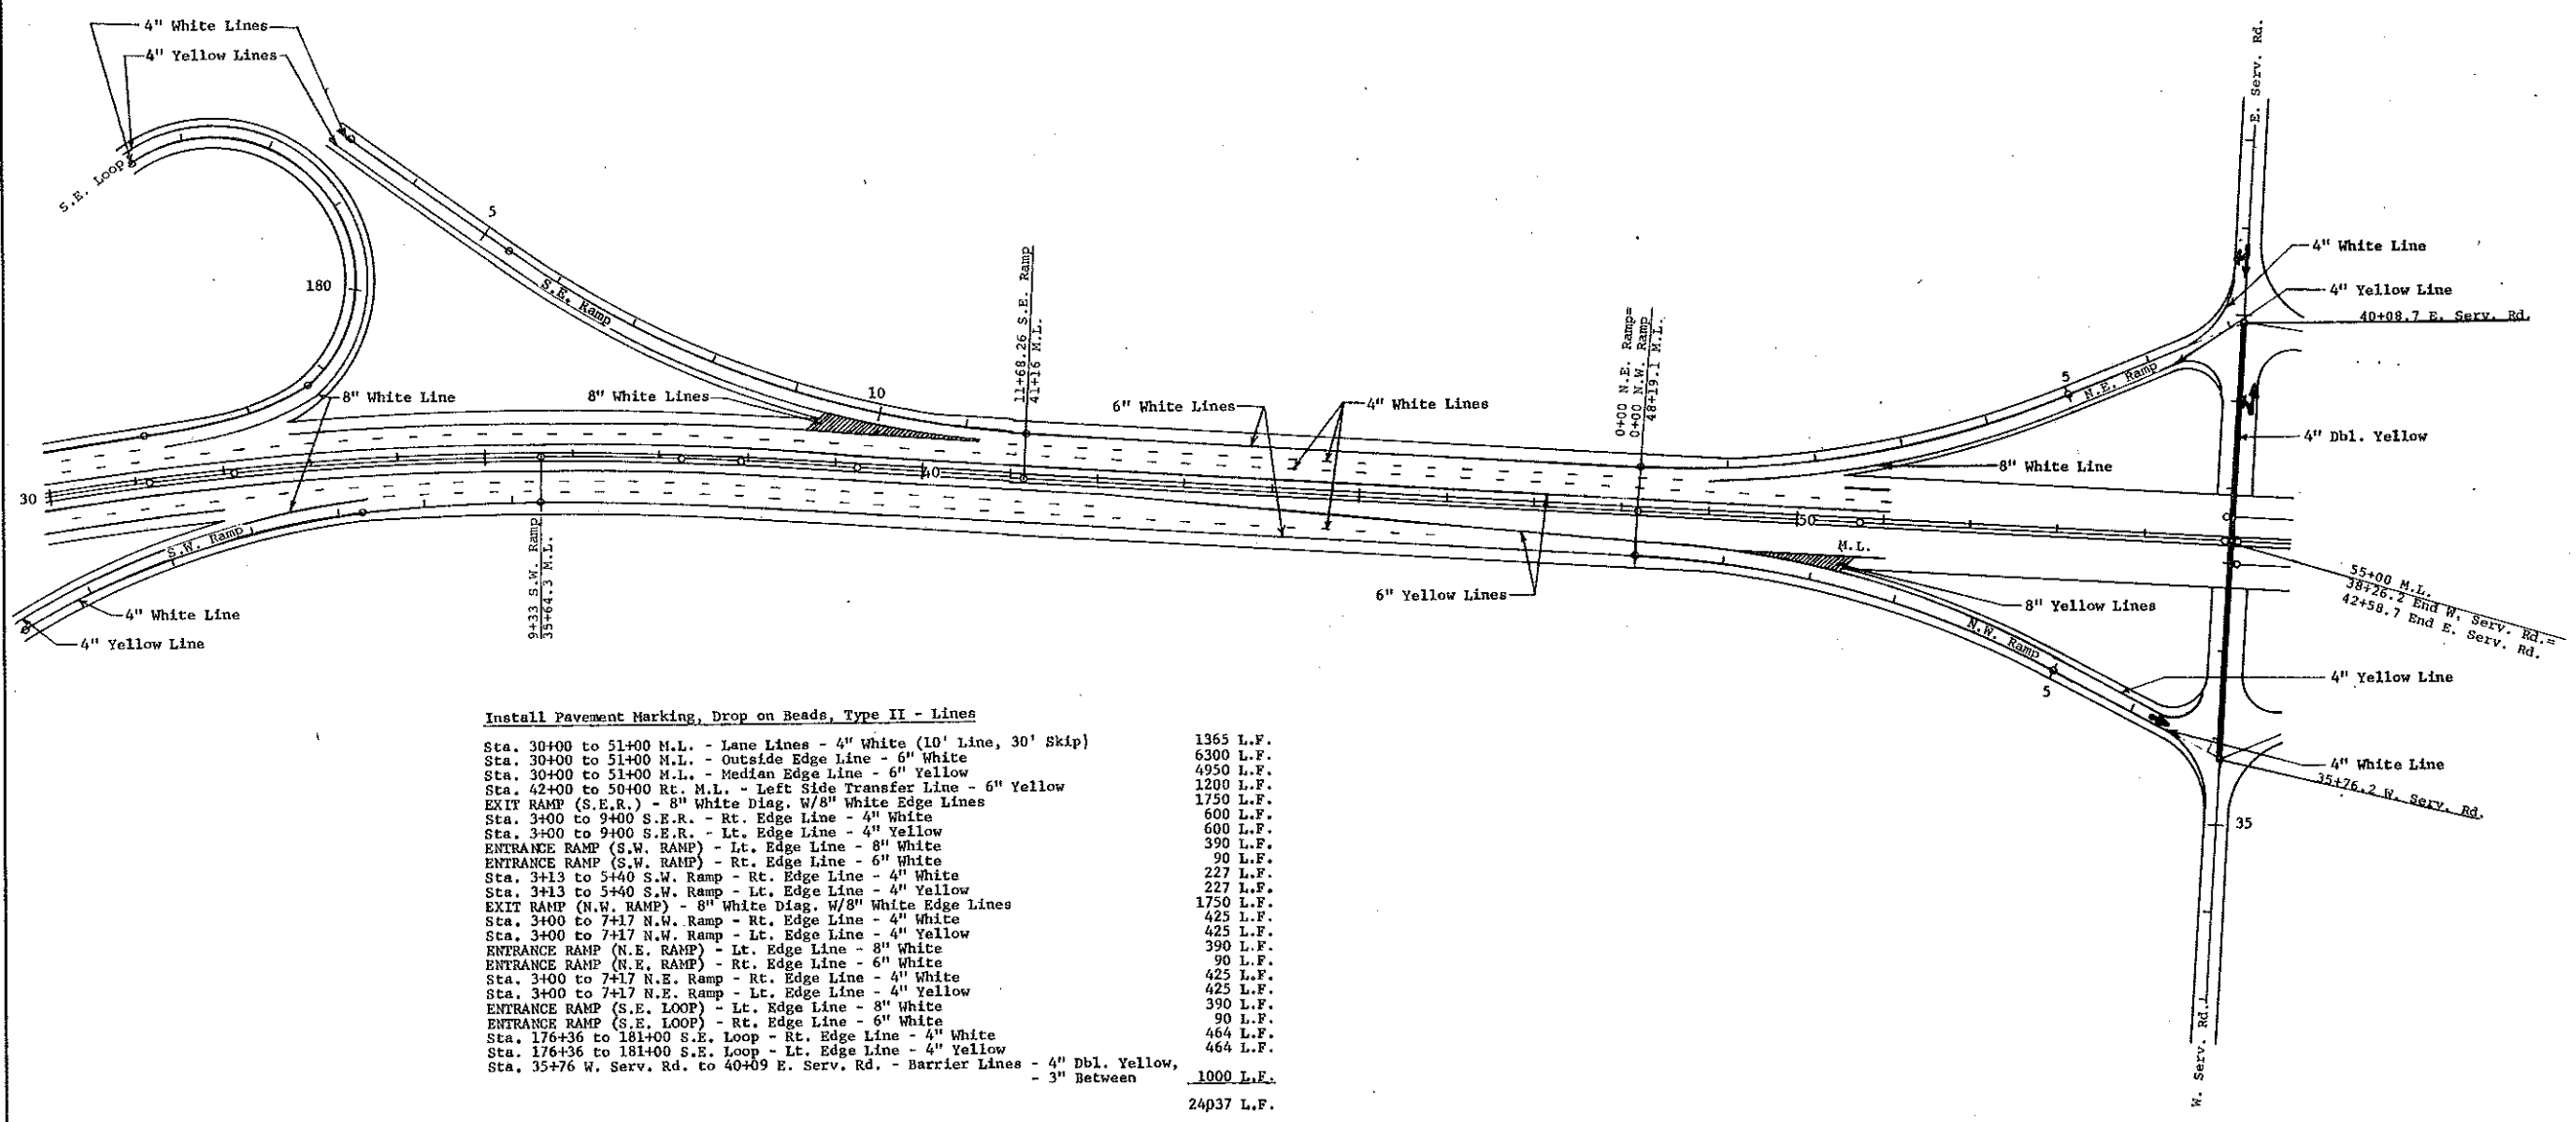 4" White Lines
4" Yellow Lines
S.E. Loop
180
5
S.E. Ramp
10
8" White Line
8" White Lines
30
S.W. Ramp
4" White Line
4" Yellow Line
9+33 S.W. Ramp
35+64.3 M.L.
40
11+68.26 S.E. Ramp
41+16 M.L.
6" White Lines
4" White Lines
6" Yellow Lines
0+00 N.E. Ramp=
0+00 N.W. Ramp
48+19.1 M.L.
50
M.L.
5
N.E. Ramp
8" White Line
8" Yellow Lines
N.W. Ramp
5
E. Serv. Rd.
E. Serv. Rd.
4" White Line
4" Yellow Line
40+08.7 E. Serv. Rd.
4" Dbl. Yellow
55+00 M.L.
38+26.2 End W. Serv. Rd.=
42+58.7 End E. Serv. Rd.
4" Yellow Line
4" White Line
35+76.2 W. Serv. Rd.
35
W. Serv. Rd.
Install Pavement Marking, Drop on Beads, Type II - Lines
Sta. 30+00 to 51+00 M.L. - Lane Lines - 4" White (10' Line, 30' Skip) 1365 L.F.
Sta. 30+00 to 51+00 M.L. - Outside Edge Line - 6" White 6300 L.F.
Sta. 30+00 to 51+00 M.L. - Median Edge Line - 6" Yellow 4950 L.F.
Sta. 42+00 to 50+00 Rt. M.L. - Left Side Transfer Line - 6" Yellow 1200 L.F.
EXIT RAMP (S.E.R.) - 8" White Diag. W/8" White Edge Lines 1750 L.F.
Sta. 3+00 to 9+00 S.E.R. - Rt. Edge Line - 4" White 600 L.F.
Sta. 3+00 to 9+00 S.E.R. - Lt. Edge Line - 4" Yellow 600 L.F.
ENTRANCE RAMP (S.W. RAMP) - Lt. Edge Line - 8" White 390 L.F.
ENTRANCE RAMP (S.W. RAMP) - Rt. Edge Line - 6" White 90 L.F.
Sta. 3+13 to 5+40 S.W. Ramp - Rt. Edge Line - 4" White 227 L.F.
Sta. 3+13 to 5+40 S.W. Ramp - Lt. Edge Line - 4" Yellow 227 L.F.
EXIT RAMP (N.W. RAMP) - 8" White Diag. W/8" White Edge Lines 1750 L.F.
Sta. 3+00 to 7+17 N.W. Ramp - Rt. Edge Line - 4" White 425 L.F.
Sta. 3+00 to 7+17 N.W. Ramp - Lt. Edge Line - 4" Yellow 425 L.F.
ENTRANCE RAMP (N.E. RAMP) - Lt. Edge Line - 8" White 390 L.F.
ENTRANCE RAMP (N.E. RAMP) - Rt. Edge Line - 6" White 90 L.F.
Sta. 3+00 to 7+17 N.E. Ramp - Rt. Edge Line - 4" White 425 L.F.
Sta. 3+00 to 7+17 N.E. Ramp - Lt. Edge Line - 4" Yellow 425 L.F.
ENTRANCE RAMP (S.E. LOOP) - Lt. Edge Line - 8" White 390 L.F.
ENTRANCE RAMP (S.E. LOOP) - Rt. Edge Line - 6" White 90 L.F.
Sta. 176+36 to 181+00 S.E. Loop - Rt. Edge Line - 4" White 464 L.F.
Sta. 176+36 to 181+00 S.E. Loop - Lt. Edge Line - 4" Yellow 464 L.F.
Sta. 35+76 W. Serv. Rd. to 40+09 E. Serv. Rd. - Barrier Lines - 4" Dbl. Yellow,
- 3" Between 1000 L.F.
24037 L.F.